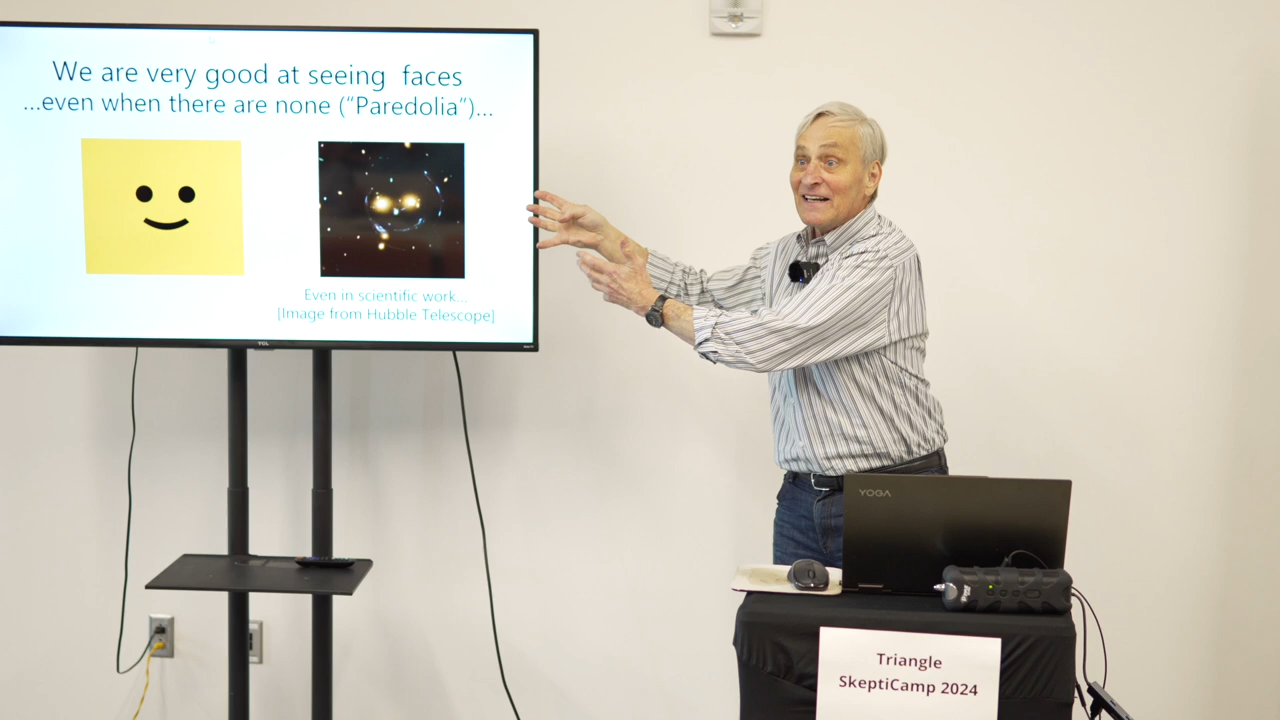 We are very good at seeing faces
...even when there are none ("Paredolia")...
Even in scientific work...
[Image from Hubble Telescope]
TCL
YOGA
Triangle
SkeptiCamp 2024